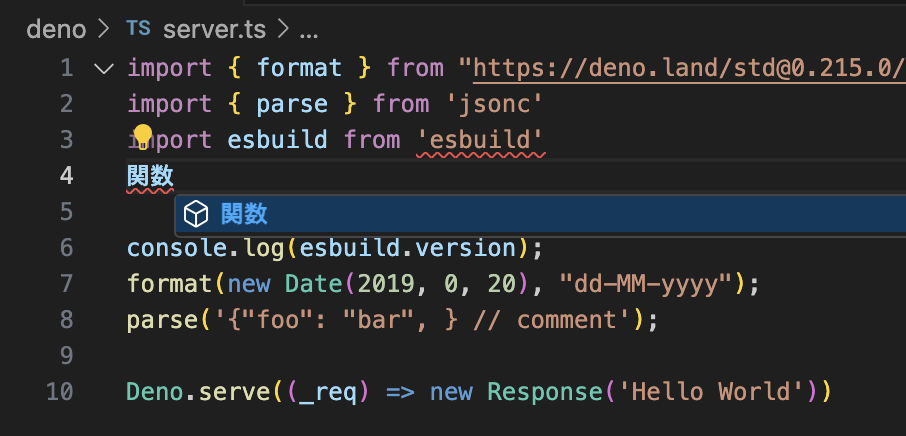 deno > TS server.ts > ...
1 import { format } from "https://deno.land/std@0.215.0/
2 import { parse } from 'jsonc'
3 import esbuild from 'esbuild'
4 関数
関数
5
6 console.log(esbuild.version);
7 format(new Date(2019, 0, 20), "dd-MM-yyyy");
8 parse('{"foo": "bar", } // comment');
9
10 Deno.serve((_req) => new Response('Hello World'))